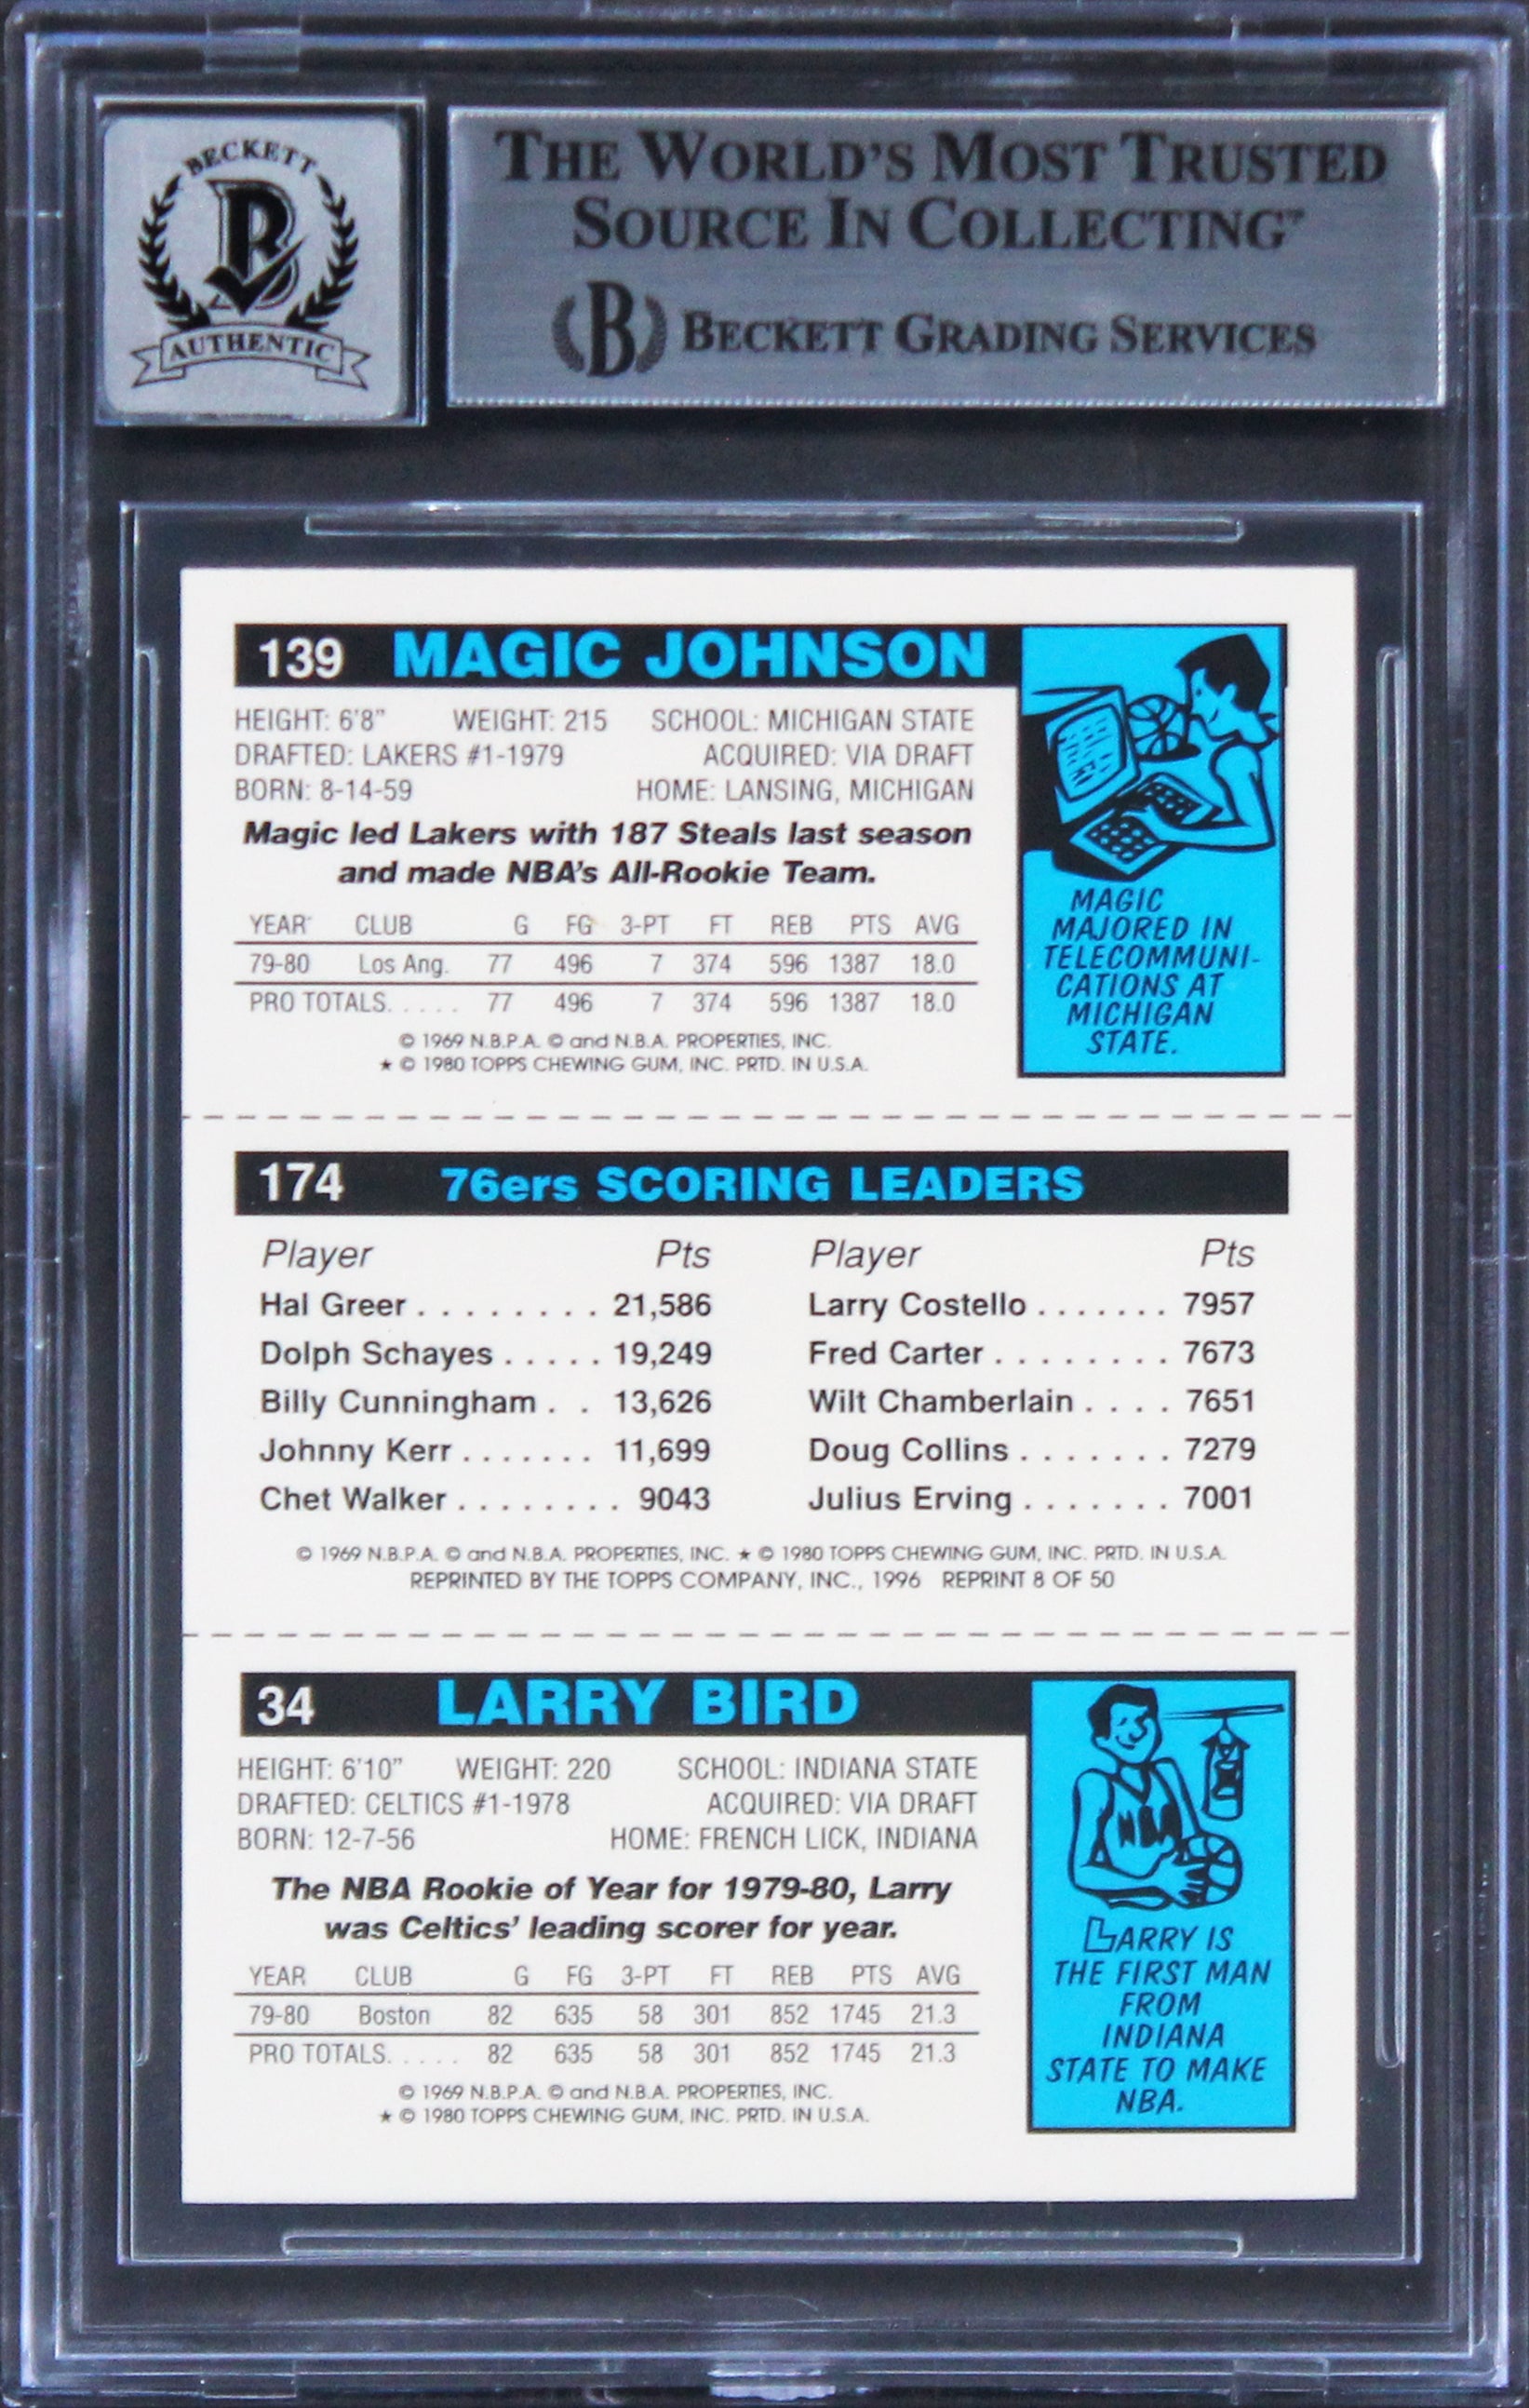 BECKETT
B
AUTHENTIC
THE WORLD'S MOST TRUSTED
SOURCE IN COLLECTING™
B BECKETT GRADING SERVICES
139 MAGIC JOHNSON
HEIGHT: 6'8" WEIGHT: 215 SCHOOL: MICHIGAN STATE
DRAFTED: LAKERS #1-1979 ACQUIRED: VIA DRAFT
BORN: 8-14-59 HOME: LANSING, MICHIGAN
Magic led Lakers with 187 Steals last season
and made NBA's All-Rookie Team.
YEAR CLUB G FG 3-PT FT REB PTS AVG
79-80 Los Ang. 77 496 7 374 596 1387 18.0
PRO TOTALS. . . . . 77 496 7 374 596 1387 18.0
© 1969 N.B.P.A. © and N.B.A. PROPERTIES, INC.
★ © 1980 TOPPS CHEWING GUM, INC. PRTD. IN U.S.A.
MAGIC
MAJORED IN
TELECOMMUNI-
CATIONS AT
MICHIGAN
STATE.
174 76ers SCORING LEADERS
Player Pts Player Pts
Hal Greer . . . . . . . . 21,586 Larry Costello . . . . . . . 7957
Dolph Schayes . . . . . 19,249 Fred Carter . . . . . . . . 7673
Billy Cunningham . . 13,626 Wilt Chamberlain . . . . 7651
Johnny Kerr . . . . . . . 11,699 Doug Collins . . . . . . . 7279
Chet Walker . . . . . . . . 9043 Julius Erving . . . . . . . 7001
© 1969 N.B.P.A. © and N.B.A. PROPERTIES, INC. ★ © 1980 TOPPS CHEWING GUM, INC. PRTD. IN U.S.A.
REPRINTED BY THE TOPPS COMPANY, INC., 1996 REPRINT 8 OF 50
34 LARRY BIRD
HEIGHT: 6'10" WEIGHT: 220 SCHOOL: INDIANA STATE
DRAFTED: CELTICS #1-1978 ACQUIRED: VIA DRAFT
BORN: 12-7-56 HOME: FRENCH LICK, INDIANA
The NBA Rookie of Year for 1979-80, Larry
was Celtics' leading scorer for year.
YEAR CLUB G FG 3-PT FT REB PTS AVG
79-80 Boston 82 635 58 301 852 1745 21.3
PRO TOTALS. . . . . 82 635 58 301 852 1745 21.3
© 1969 N.B.P.A. © and N.B.A. PROPERTIES, INC.
★ © 1980 TOPPS CHEWING GUM, INC. PRTD. IN U.S.A.
NBA
LARRY IS
THE FIRST MAN
FROM
INDIANA
STATE TO MAKE
NBA.